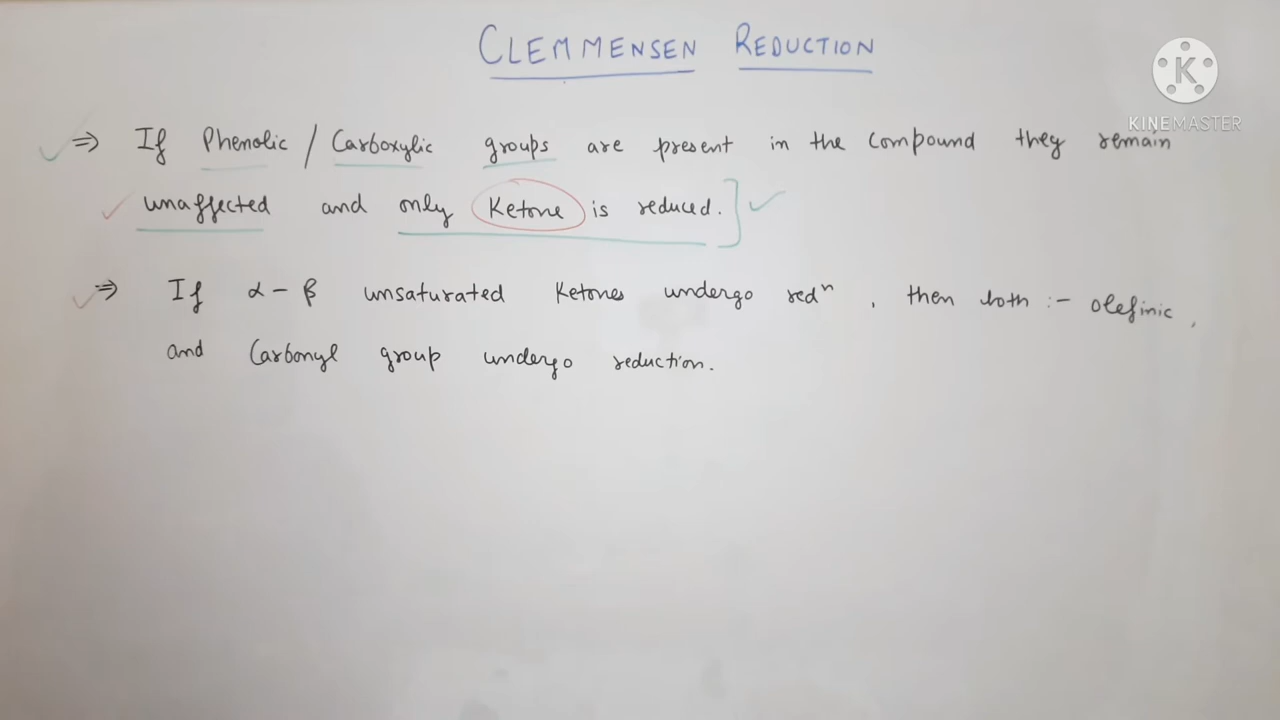 CLEMMENSEN REDUCTION
K
KINEMASTER
⇒ If Phenolic / Carboxylic groups are present in the compound they remain
unaffected and only Ketone is reduced.
⇒ If α-β unsaturated Ketones undergo redⁿ, then both :- olefinic,
and Carbonyl group undergo reduction.